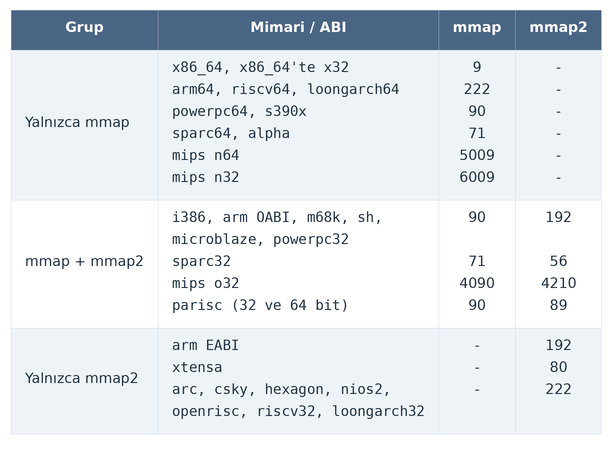 Grup Mimari / ABI mmap mmap2
Yalnızca mmap
x86_64, x86_64'te x32 9 -
arm64, riscv64, loongarch64 222 -
powerpc64, s390x 90 -
sparc64, alpha 71 -
mips n64 5009 -
mips n32 6009 -
mmap + mmap2
i386, arm OABI, m68k, sh, 90 192
microblaze, powerpc32
sparc32 71 56
mips o32 4090 4210
parisc (32 ve 64 bit) 90 89
Yalnızca mmap2
arm EABI - 192
xtensa - 80
arc, csky, hexagon, nios2, - 222
openrisc, riscv32, loongarch32